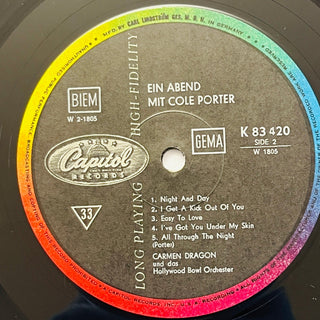 MFD. BY CARL LINDSTRÖM GES. M. B. H. IN GERMANY
EIN ABEND
MIT COLE PORTER
BIEM
W 2-1805
LONG PLAYING HIGH-FIDELITY
GEMA
K 83 420
SIDE 2
W 1805
Capitol
RECORDS
33
1. Night And Day
2. I Get A Kick Out Of You
3. Easy To Love
4. I've Got You Under My Skin
5. All Through The Night
(Porter)
CARMEN DRAGON
und das
Hollywood Bowl Orchester